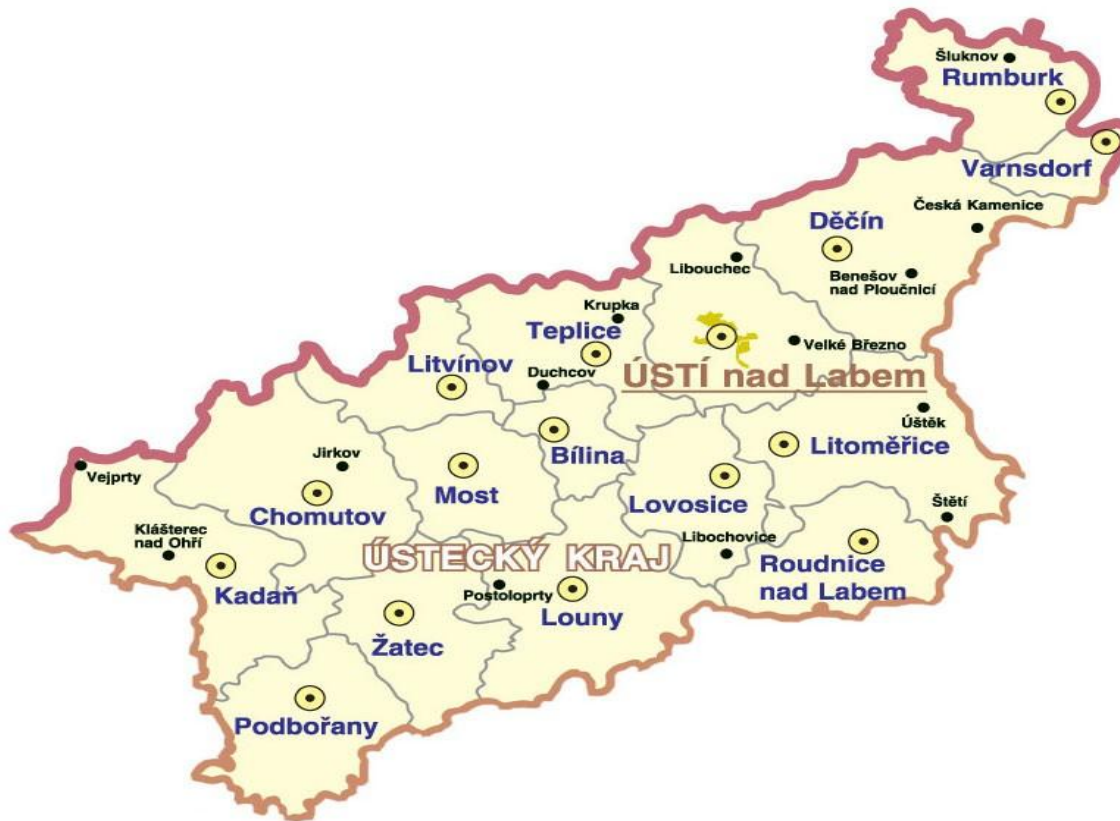 Šluknov
Rumburk
Varnsdorf
Česká Kamenice
Děčín
Libouchec
Benešov
nad Ploučnicí
Krupka
Teplice
Velké Březno
Litvínov
Duchcov
ÚSTÍ nad Labem
Úštěk
Litoměřice
Bílina
Jirkov
Vejprty
Most
Lovosice
Chomutov
Štětí
Klášterec
nad Ohří
Libochovice
ÚSTECKÝ KRAJ
Roudnice
nad Labem
Kadaň
Postoloprty
Louny
Žatec
Podbořany